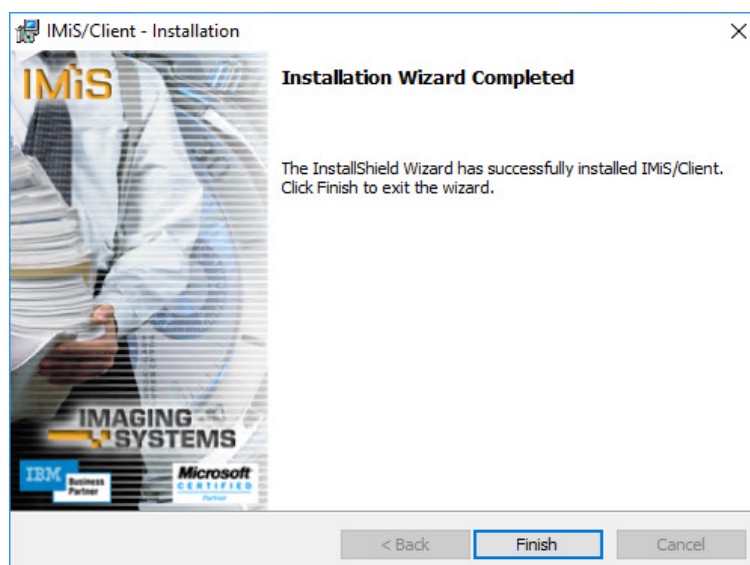 IMiS/Client - Installation
IMiS
Installation Wizard Completed
The InstallShield Wizard has successfully installed IMiS/Client.
Click Finish to exit the wizard.
IMAGING
SYSTEMS
IBM Business
Partner
Microsoft
CERTIFIED
Partner
< Back Finish Cancel